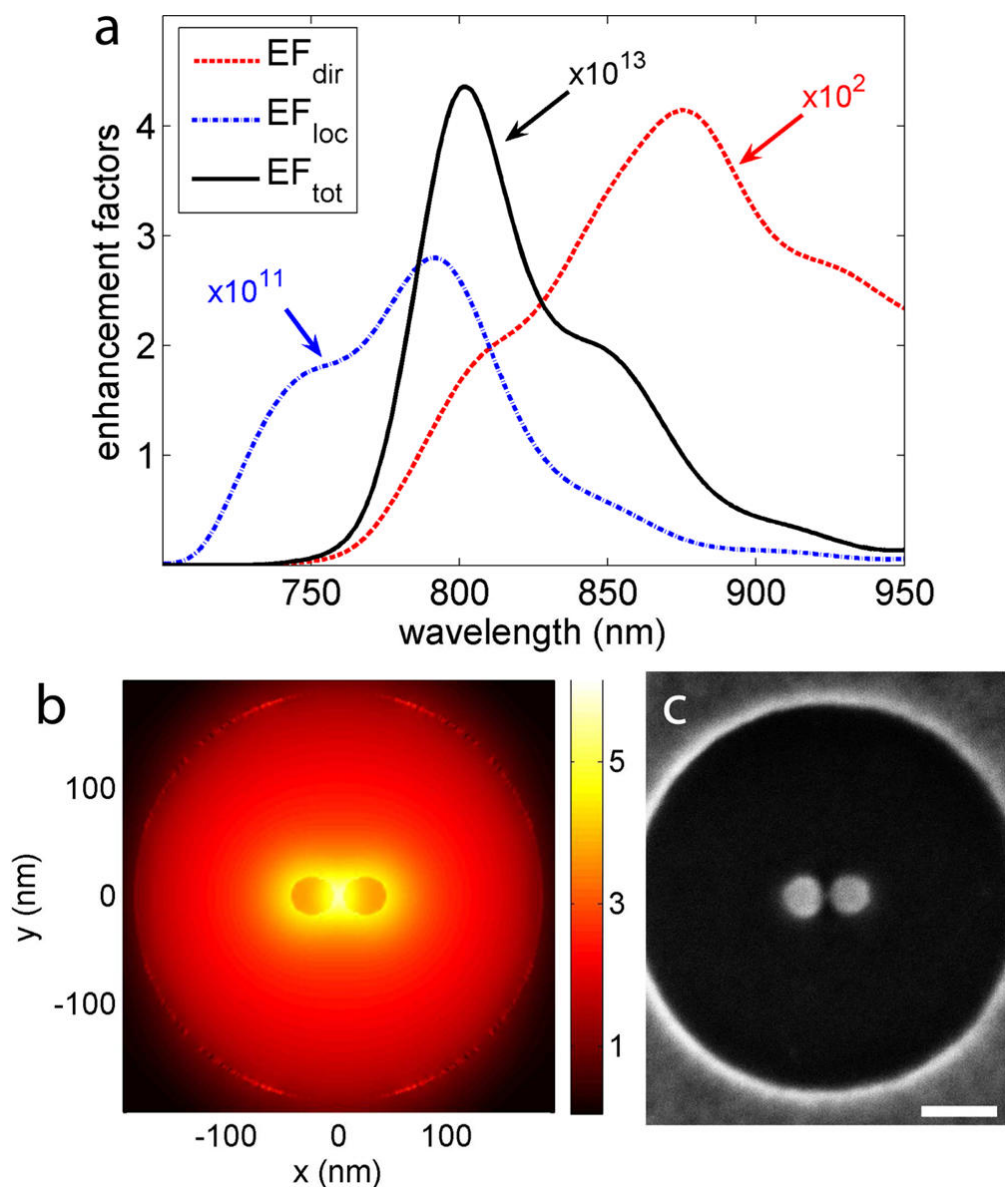 a
EF_dir
EF_loc
EF_tot
x10^13
x10^2
x10^11
enhancement factors
4
3
2
1
750 800 850 900 950
wavelength (nm)
b
100
0
-100
y (nm)
-100 0 100
x (nm)
5
3
1
c